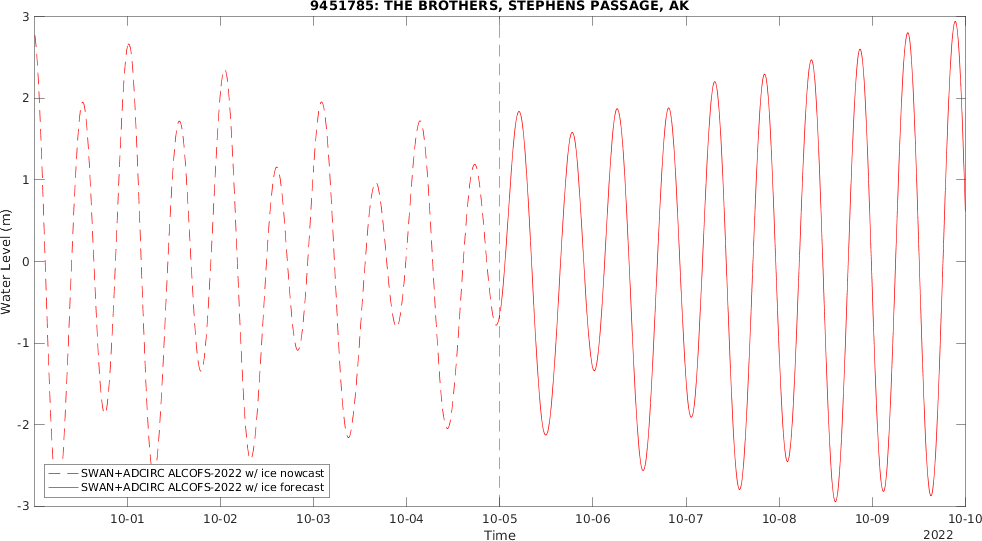 9451785: THE BROTHERS, STEPHENS PASSAGE, AK
3
2
1
0
-1
-2
-3
Water Level (m)
SWAN+ADCIRC ALCOFS-2022 w/ ice nowcast
SWAN+ADCIRC ALCOFS-2022 w/ ice forecast
10-01 10-02 10-03 10-04 10-05 10-06 10-07 10-08 10-09 10-10
Time
2022